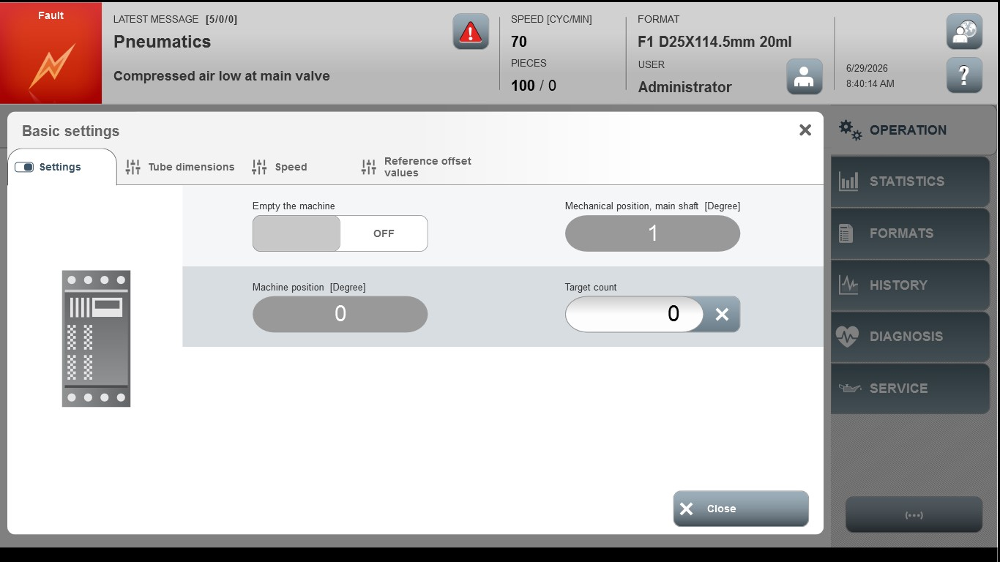 Fault
LATEST MESSAGE [5/0/0]
Pneumatics
Compressed air low at main valve
SPEED [CYC/MIN]
70
PIECES
100 / 0
FORMAT
F1 D25X114.5mm 20ml
USER
Administrator
6/29/2026
8:40:14 AM
?
Basic settings
Settings
Tube dimensions
Speed
Reference offset
values
Empty the machine
OFF
Mechanical position, main shaft [Degree]
1
Machine position [Degree]
0
Target count
0
Close
OPERATION
STATISTICS
FORMATS
HISTORY
DIAGNOSIS
SERVICE
(...)